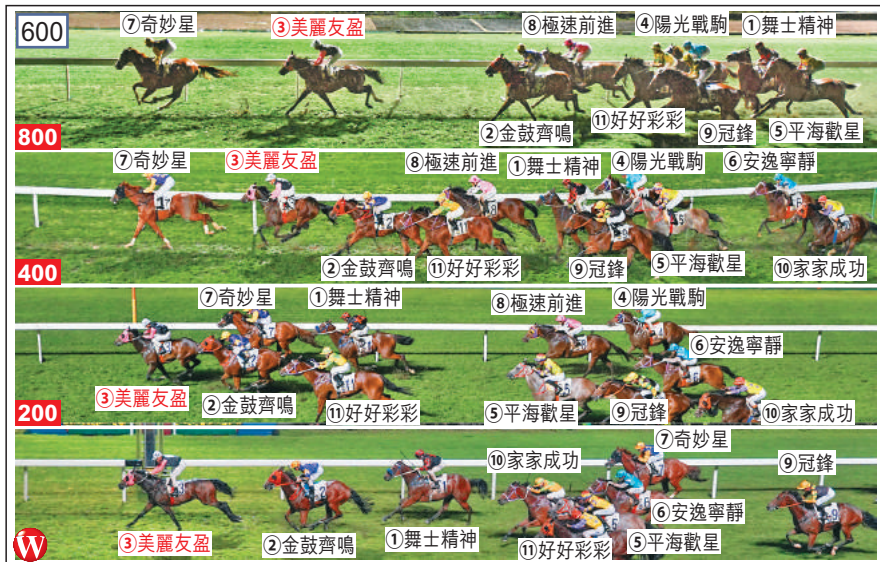 600
⑦奇妙星 ③美麗友盈 ⑧極速前進 ④陽光戰駒 ①舞士精神
800
②金鼓齊鳴 ⑪好好彩彩 ⑨冠鋒 ⑤平海歡星
⑦奇妙星 ③美麗友盈 ⑧極速前進 ①舞士精神 ④陽光戰駒 ⑥安逸寧靜
400
②金鼓齊鳴 ⑪好好彩彩 ⑨冠鋒 ⑤平海歡星 ⑩家家成功
⑦奇妙星 ①舞士精神 ⑧極速前進 ④陽光戰駒
⑥安逸寧靜
200
③美麗友盈 ②金鼓齊鳴 ⑪好好彩彩 ⑤平海歡星 ⑨冠鋒 ⑩家家成功
⑦奇妙星
⑩家家成功 ⑨冠鋒
⑥安逸寧靜
③美麗友盈 ②金鼓齊鳴 ①舞士精神 ⑪好好彩彩 ⑤平海歡星
W